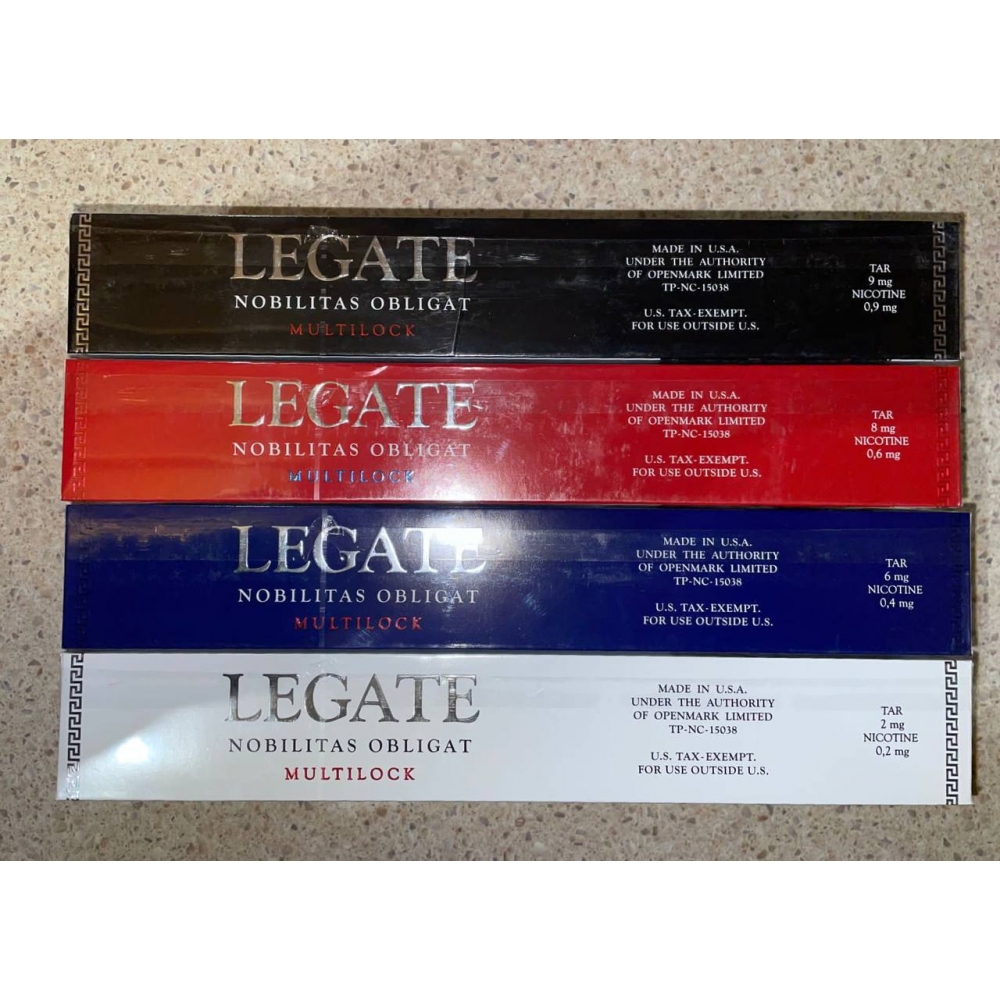 LEGATE
NOBILITAS OBLIGAT
MULTILOCK
MADE IN U.S.A.
UNDER THE AUTHORITY
OF OPENMARK LIMITED
TP-NC-15038
U.S. TAX-EXEMPT.
FOR USE OUTSIDE U.S.
TAR
9 mg
NICOTINE
0,9 mg
LEGATE
NOBILITAS OBLIGAT
MULTILOCK
MADE IN U.S.A.
UNDER THE AUTHORITY
OF OPENMARK LIMITED
TP-NC-15038
U.S. TAX-EXEMPT.
FOR USE OUTSIDE U.S.
TAR
8 mg
NICOTINE
0,6 mg
LEGATE
NOBILITAS OBLIGAT
MULTILOCK
MADE IN U.S.A.
UNDER THE AUTHORITY
OF OPENMARK LIMITED
TP-NC-15038
U.S. TAX-EXEMPT.
FOR USE OUTSIDE U.S.
TAR
6 mg
NICOTINE
0,4 mg
LEGATE
NOBILITAS OBLIGAT
MULTILOCK
MADE IN U.S.A.
UNDER THE AUTHORITY
OF OPENMARK LIMITED
TP-NC-15038
U.S. TAX-EXEMPT.
FOR USE OUTSIDE U.S.
TAR
2 mg
NICOTINE
0,2 mg